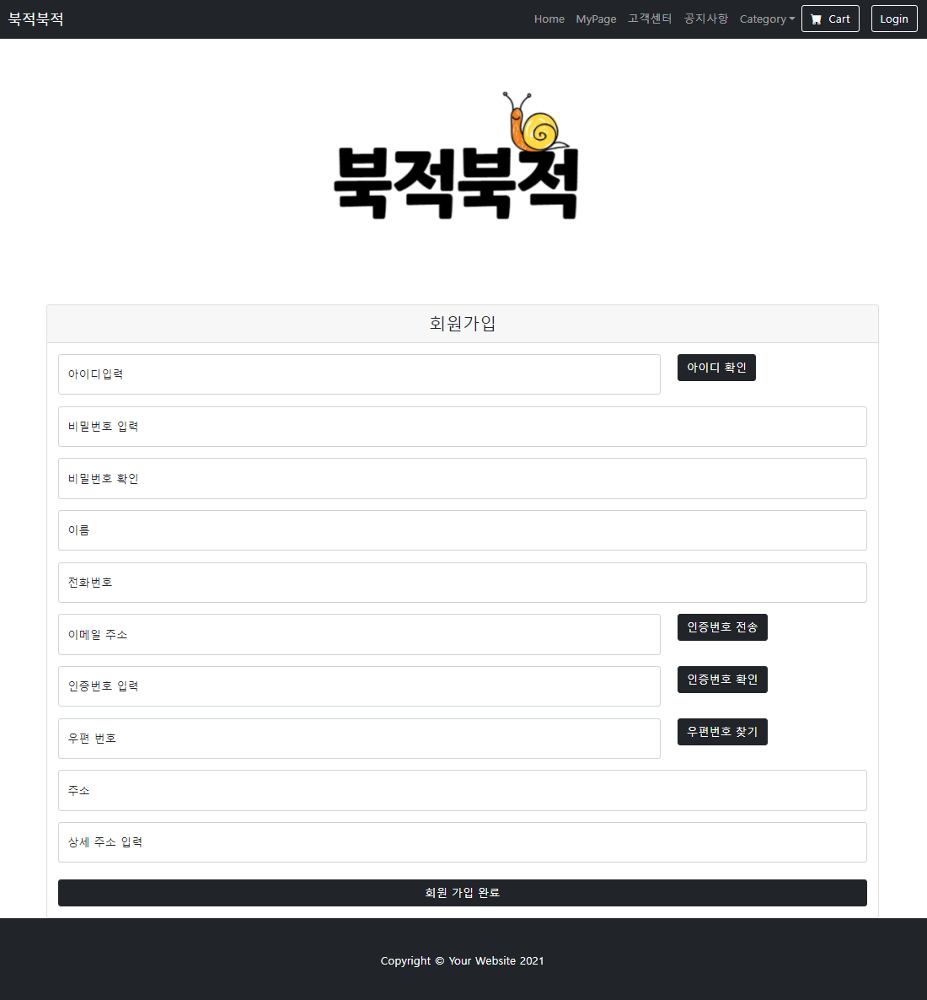 북적북적 Home MyPage 고객센터 공지사항 Category Cart Login
북적북적
회원가입
아이디입력 아이디 확인
비밀번호 입력
비밀번호 확인
이름
전화번호
이메일 주소 인증번호 전송
인증번호 입력 인증번호 확인
우편 번호 우편번호 찾기
주소
상세 주소 입력
회원 가입 완료
Copyright © Your Website 2021